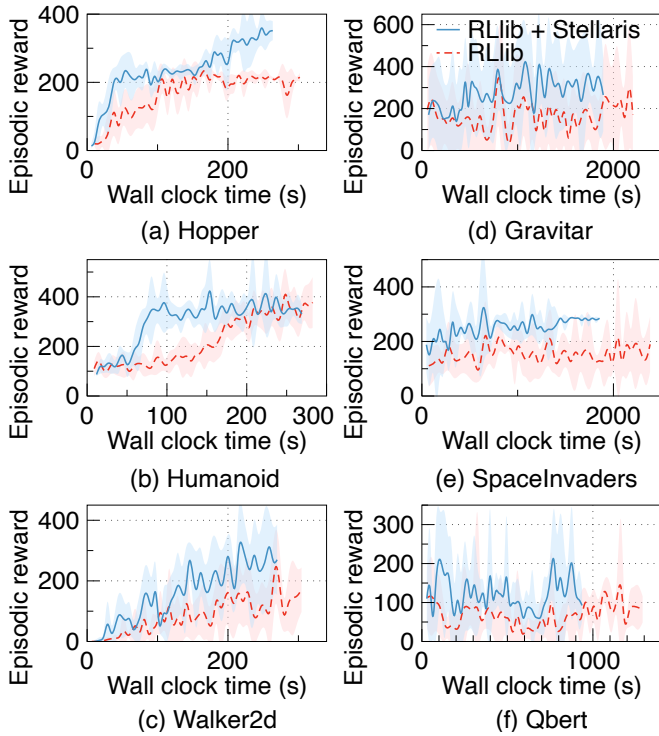 Episodic reward
400
200
0
200
Wall clock time (s)
(a) Hopper
Episodic reward
600
400
200
0
RLlib + Stellaris
RLlib
0
2000
Wall clock time (s)
(d) Gravitar
Episodic reward
400
200
0
0
100
200
300
Wall clock time (s)
(b) Humanoid
Episodic reward
400
200
0
0
2000
Wall clock time (s)
(e) SpaceInvaders
Episodic reward
400
200
0
0
200
Wall clock time (s)
(c) Walker2d
Episodic reward
300
200
100
0
0
1000
Wall clock time (s)
(f) Qbert